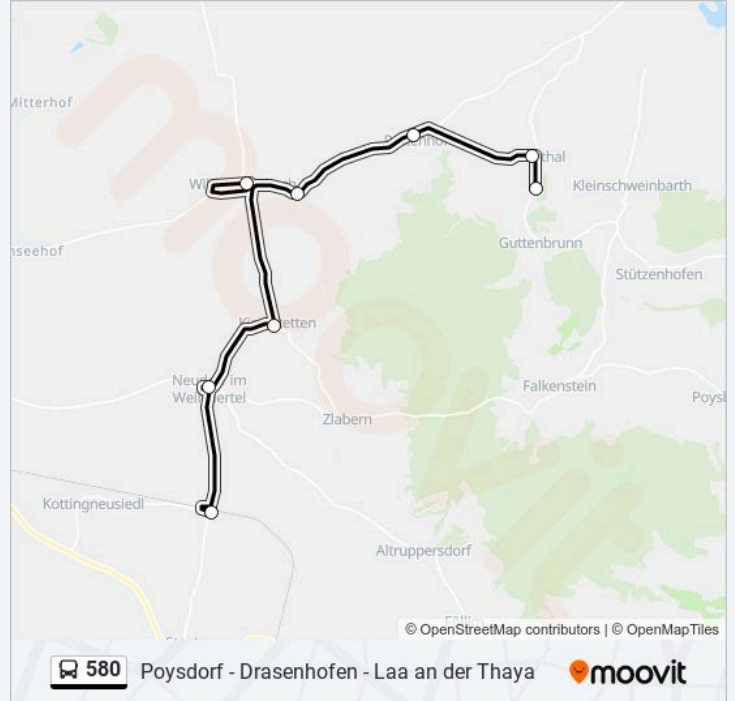 Mitterhof
Kleinschweinbarth
nseehof
Guttenbrunn
Stützenhofen
Zlabern
Falkenstein
Poysl
Kottingneusiedl
Altruppersdorf
© OpenStreetMap contributors | © OpenMapTiles
580 Poysdorf - Drasenhofen - Laa an der Thaya moovit